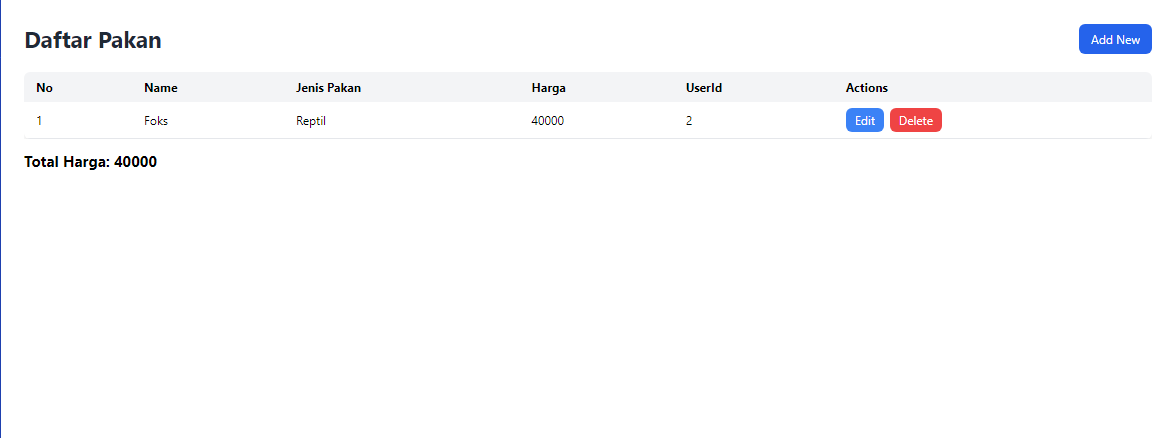 Daftar Pakan
Add New
No Name Jenis Pakan Harga UserId Actions
1 Foks Reptil 40000 2 Edit Delete
Total Harga: 40000